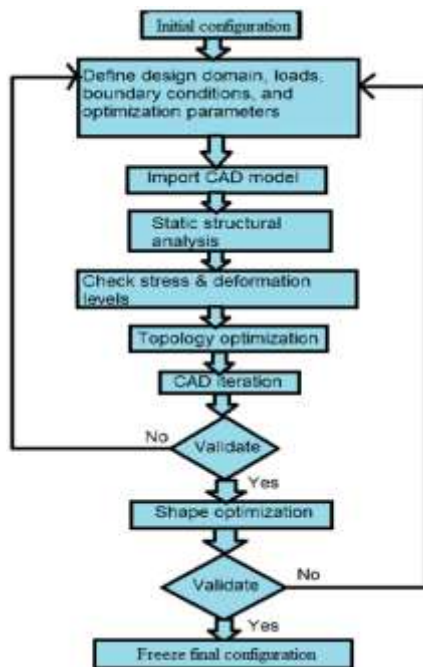 Initial configuration
Define design domain, loads,
boundary conditions, and
optimization parameters
Import CAD model
Static structural
analysis
Check stress & deformation
levels
Topology optimization
CAD iteration
No
Validate
Yes
Shape optimization
Validate
No
Yes
Freeze final configuration